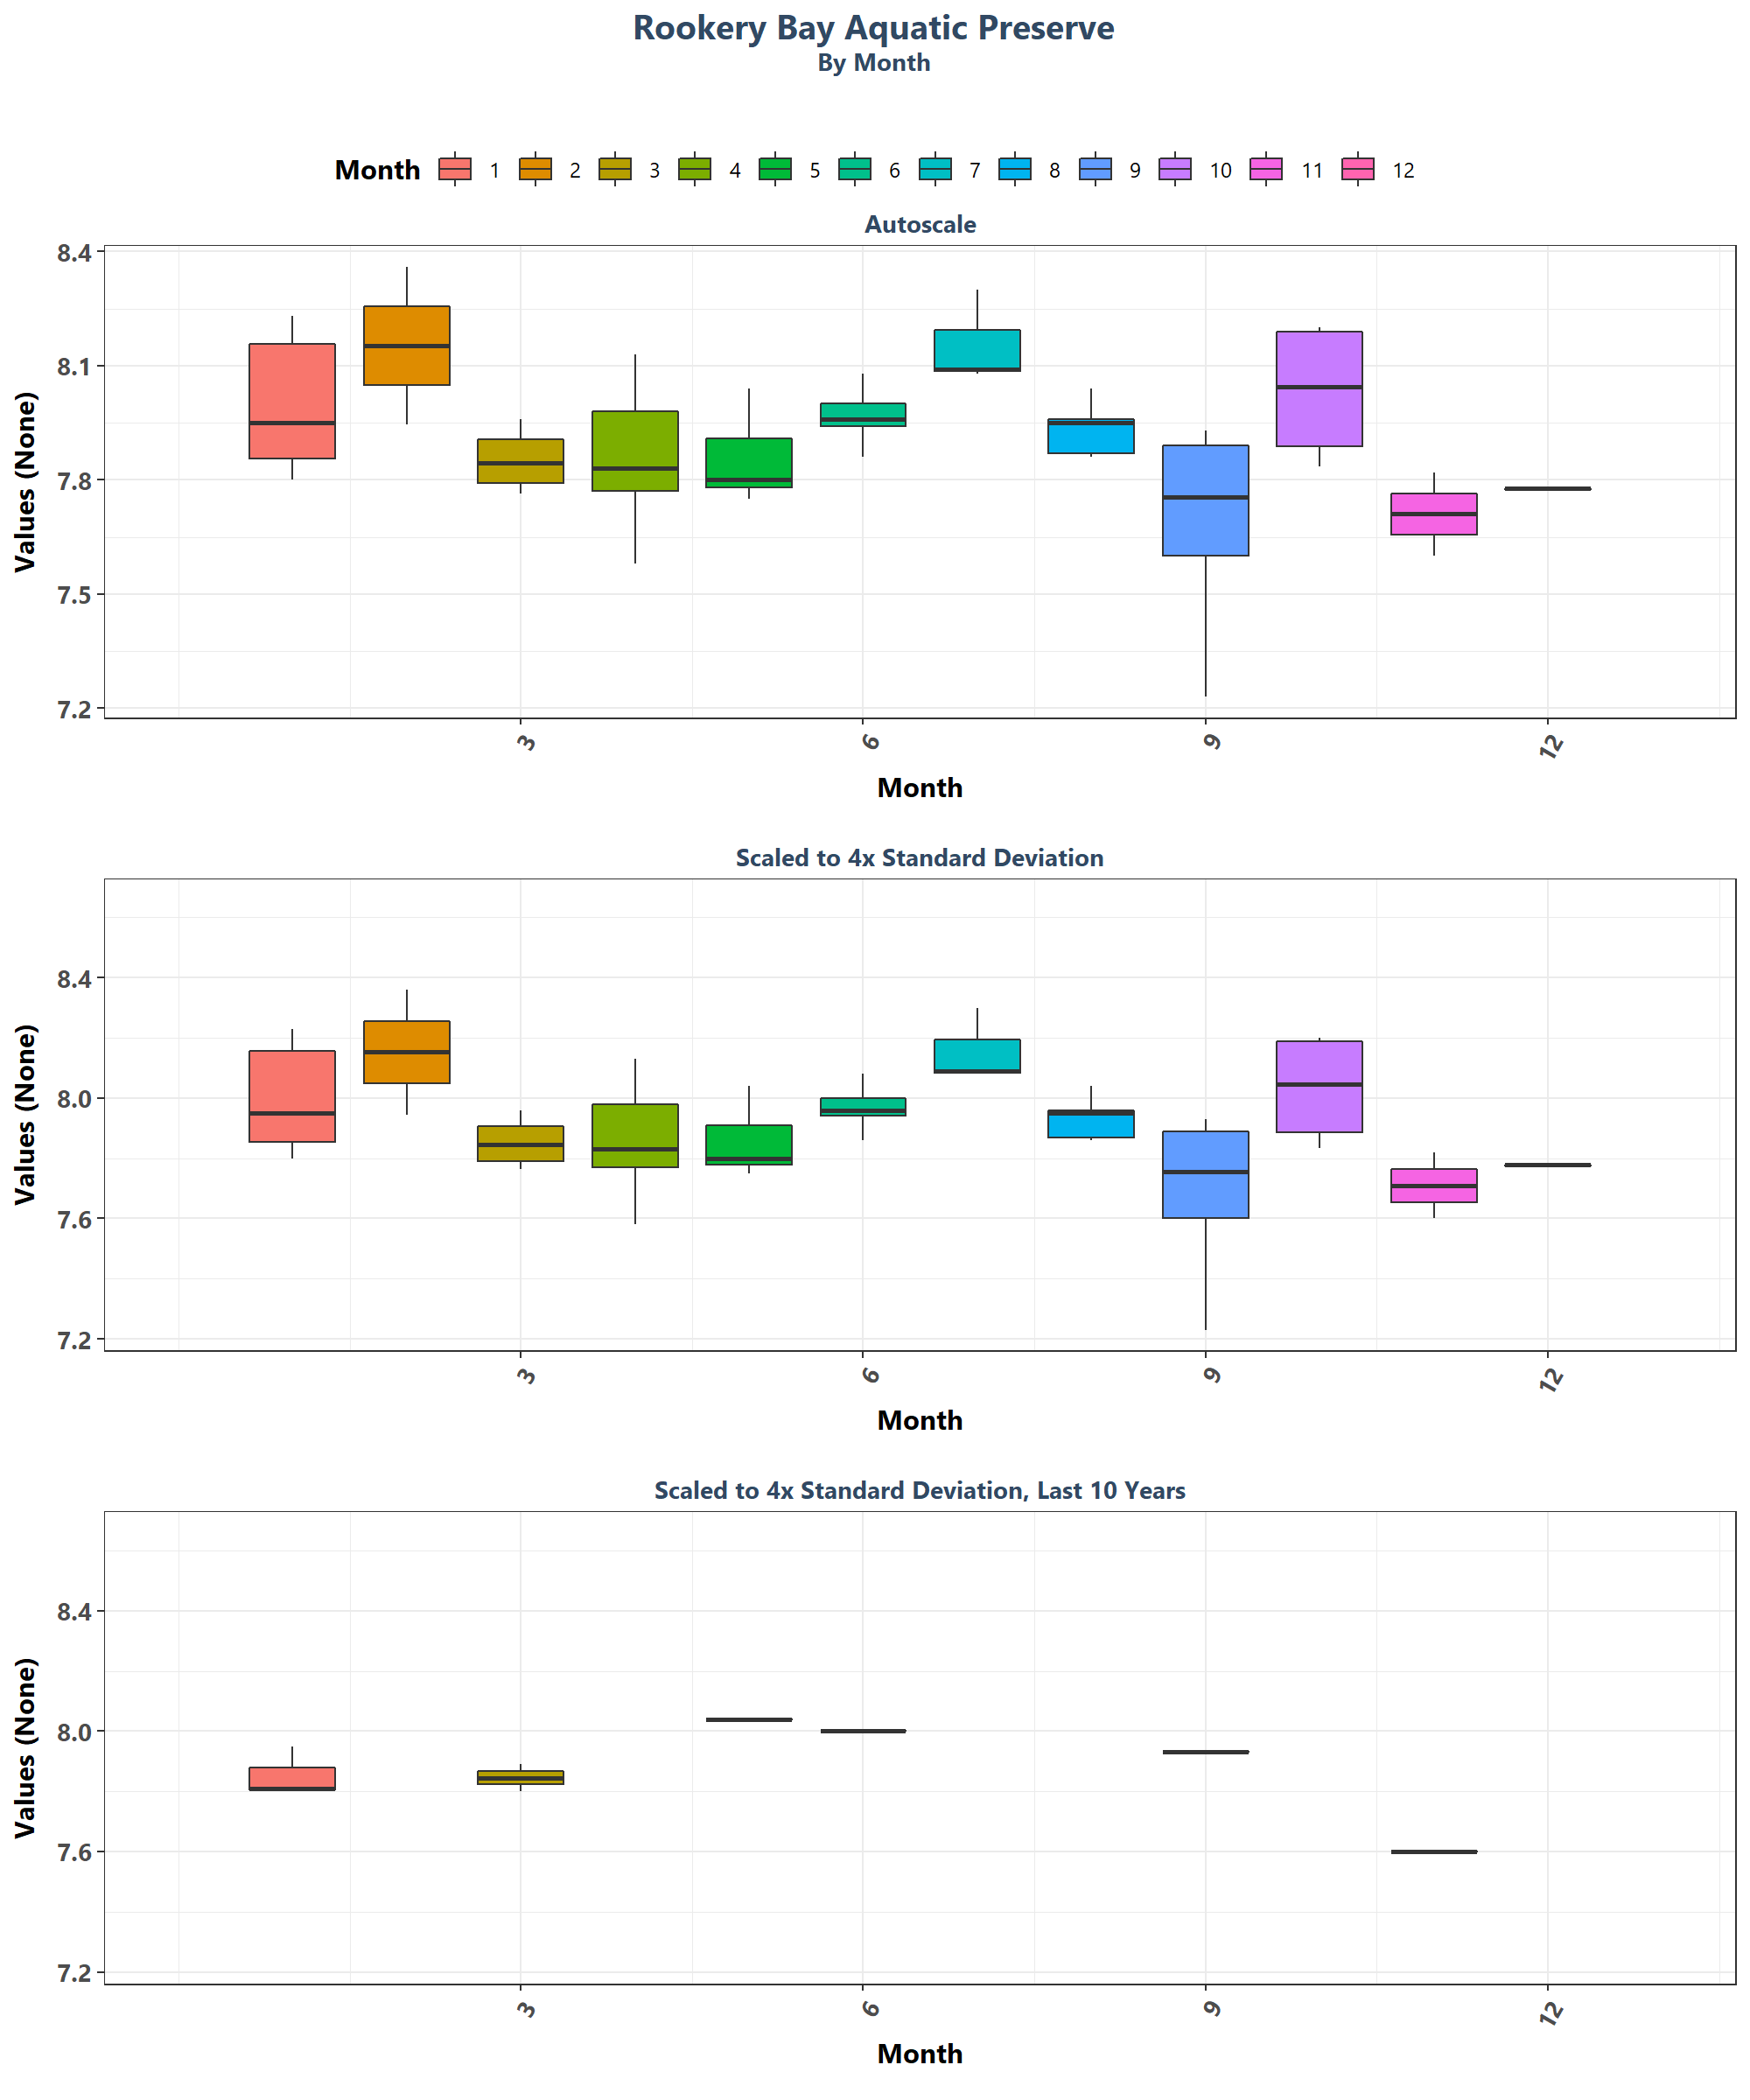 Rookery Bay Aquatic Preserve
By Month
Month 1 2 3 4 5 6 7 8 9 10 11 12
Autoscale
Values (None)
8.4
8.1
7.8
7.5
7.2
3 6 9 12
Month
Scaled to 4x Standard Deviation
Values (None)
8.4
8.0
7.6
7.2
3 6 9 12
Month
Scaled to 4x Standard Deviation, Last 10 Years
Values (None)
8.4
8.0
7.6
7.2
3 6 9 12
Month